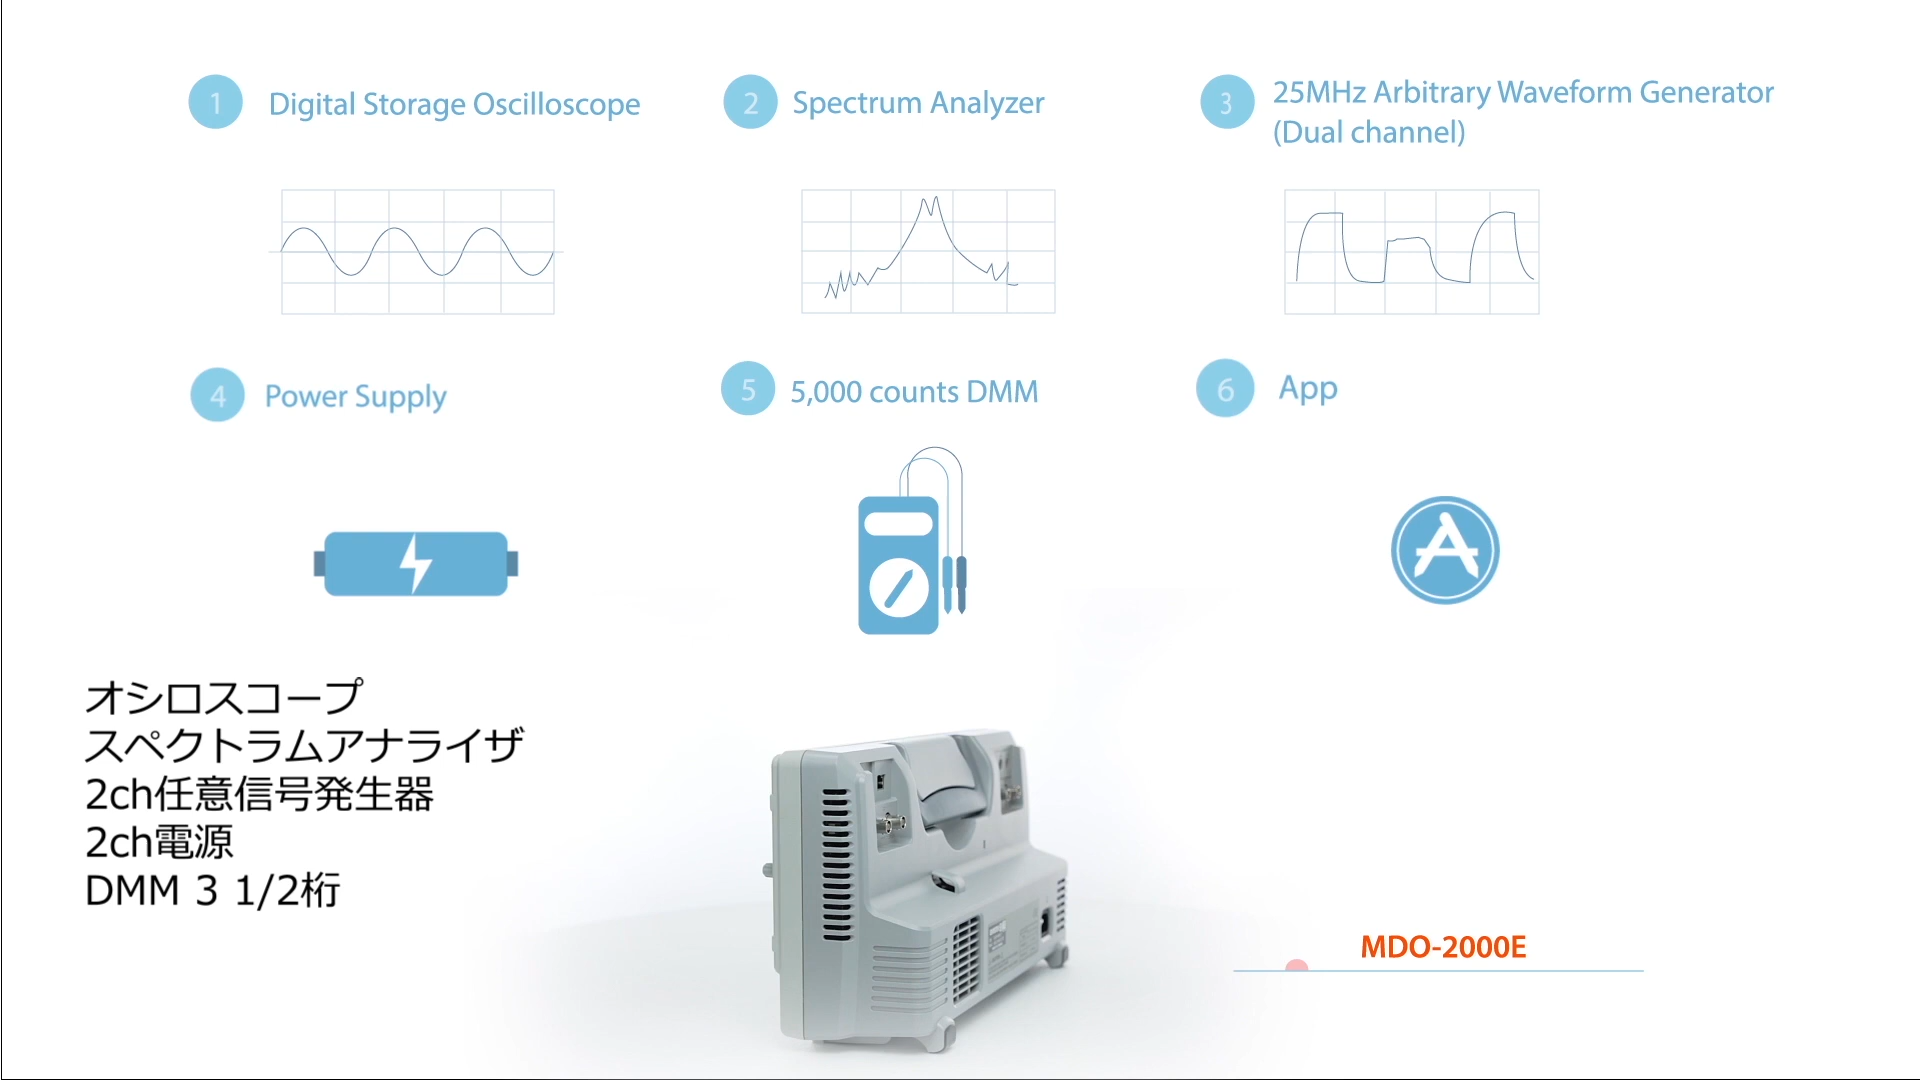 1 Digital Storage Oscilloscope
2 Spectrum Analyzer
3 25MHz Arbitrary Waveform Generator
(Dual channel)
4 Power Supply
5 5,000 counts DMM
6 App
オシロスコープ
スペクトラムアナライザ
2ch任意信号発生器
2ch電源
DMM 3 1/2桁
MDO-2000E